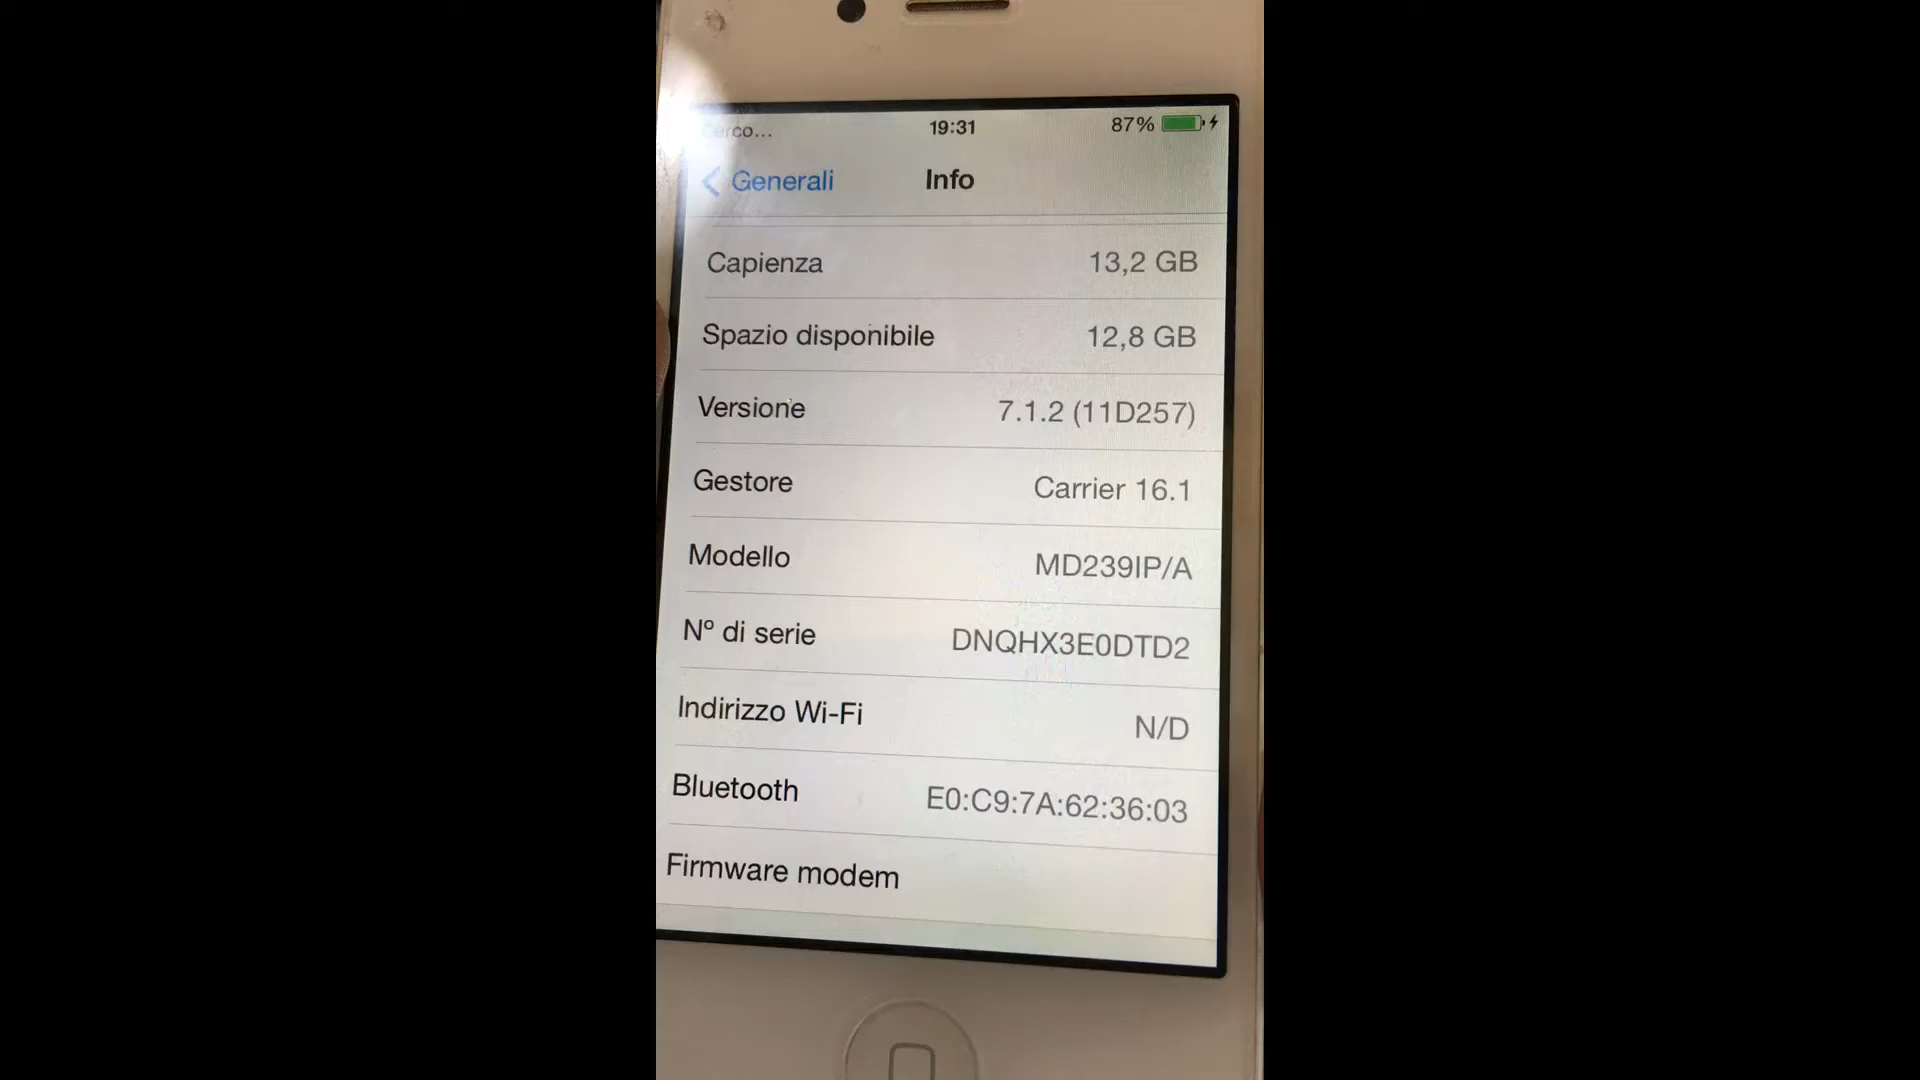 Cerco... 19:31 87%
Generali Info
Capienza 13,2 GB
Spazio disponibile 12,8 GB
Versione 7.1.2 (11D257)
Gestore Carrier 16.1
Modello MD239IP/A
Nº di serie DNQHX3E0DTD2
Indirizzo Wi-Fi N/D
Bluetooth E0:C9:7A:62:36:03
Firmware modem